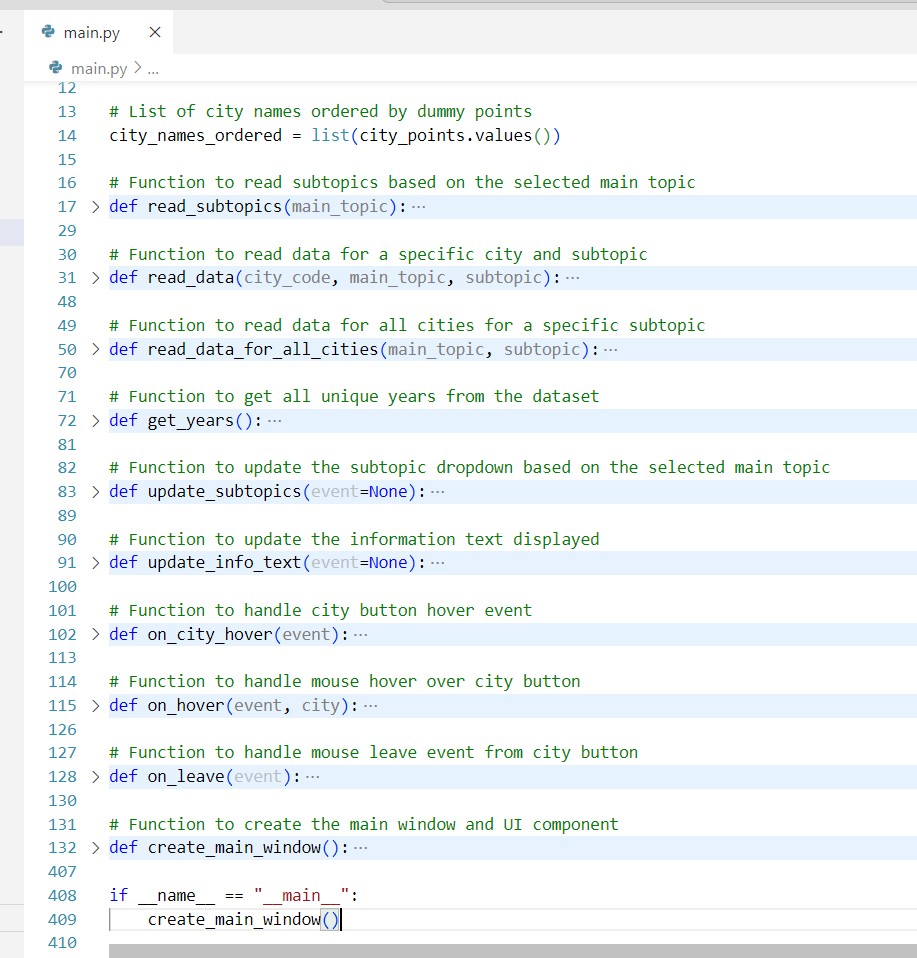 main.py
main.py > ...
12
13 # List of city names ordered by dummy points
14 city_names_ordered = list(city_points.values())
15
16 # Function to read subtopics based on the selected main topic
17 > def read_subtopics(main_topic): ···
29
30 # Function to read data for a specific city and subtopic
31 > def read_data(city_code, main_topic, subtopic): ···
48
49 # Function to read data for all cities for a specific subtopic
50 > def read_data_for_all_cities(main_topic, subtopic): ···
70
71 # Function to get all unique years from the dataset
72 > def get_years(): ···
81
82 # Function to update the subtopic dropdown based on the selected main topic
83 > def update_subtopics(event=None): ···
89
90 # Function to update the information text displayed
91 > def update_info_text(event=None): ···
100
101 # Function to handle city button hover event
102 > def on_city_hover(event): ···
113
114 # Function to handle mouse hover over city button
115 > def on_hover(event, city): ···
126
127 # Function to handle mouse leave event from city button
128 > def on_leave(event): ···
130
131 # Function to create the main window and UI component
132 > def create_main_window(): ···
407
408 if __name__ == "__main__":
409     create_main_window()
410